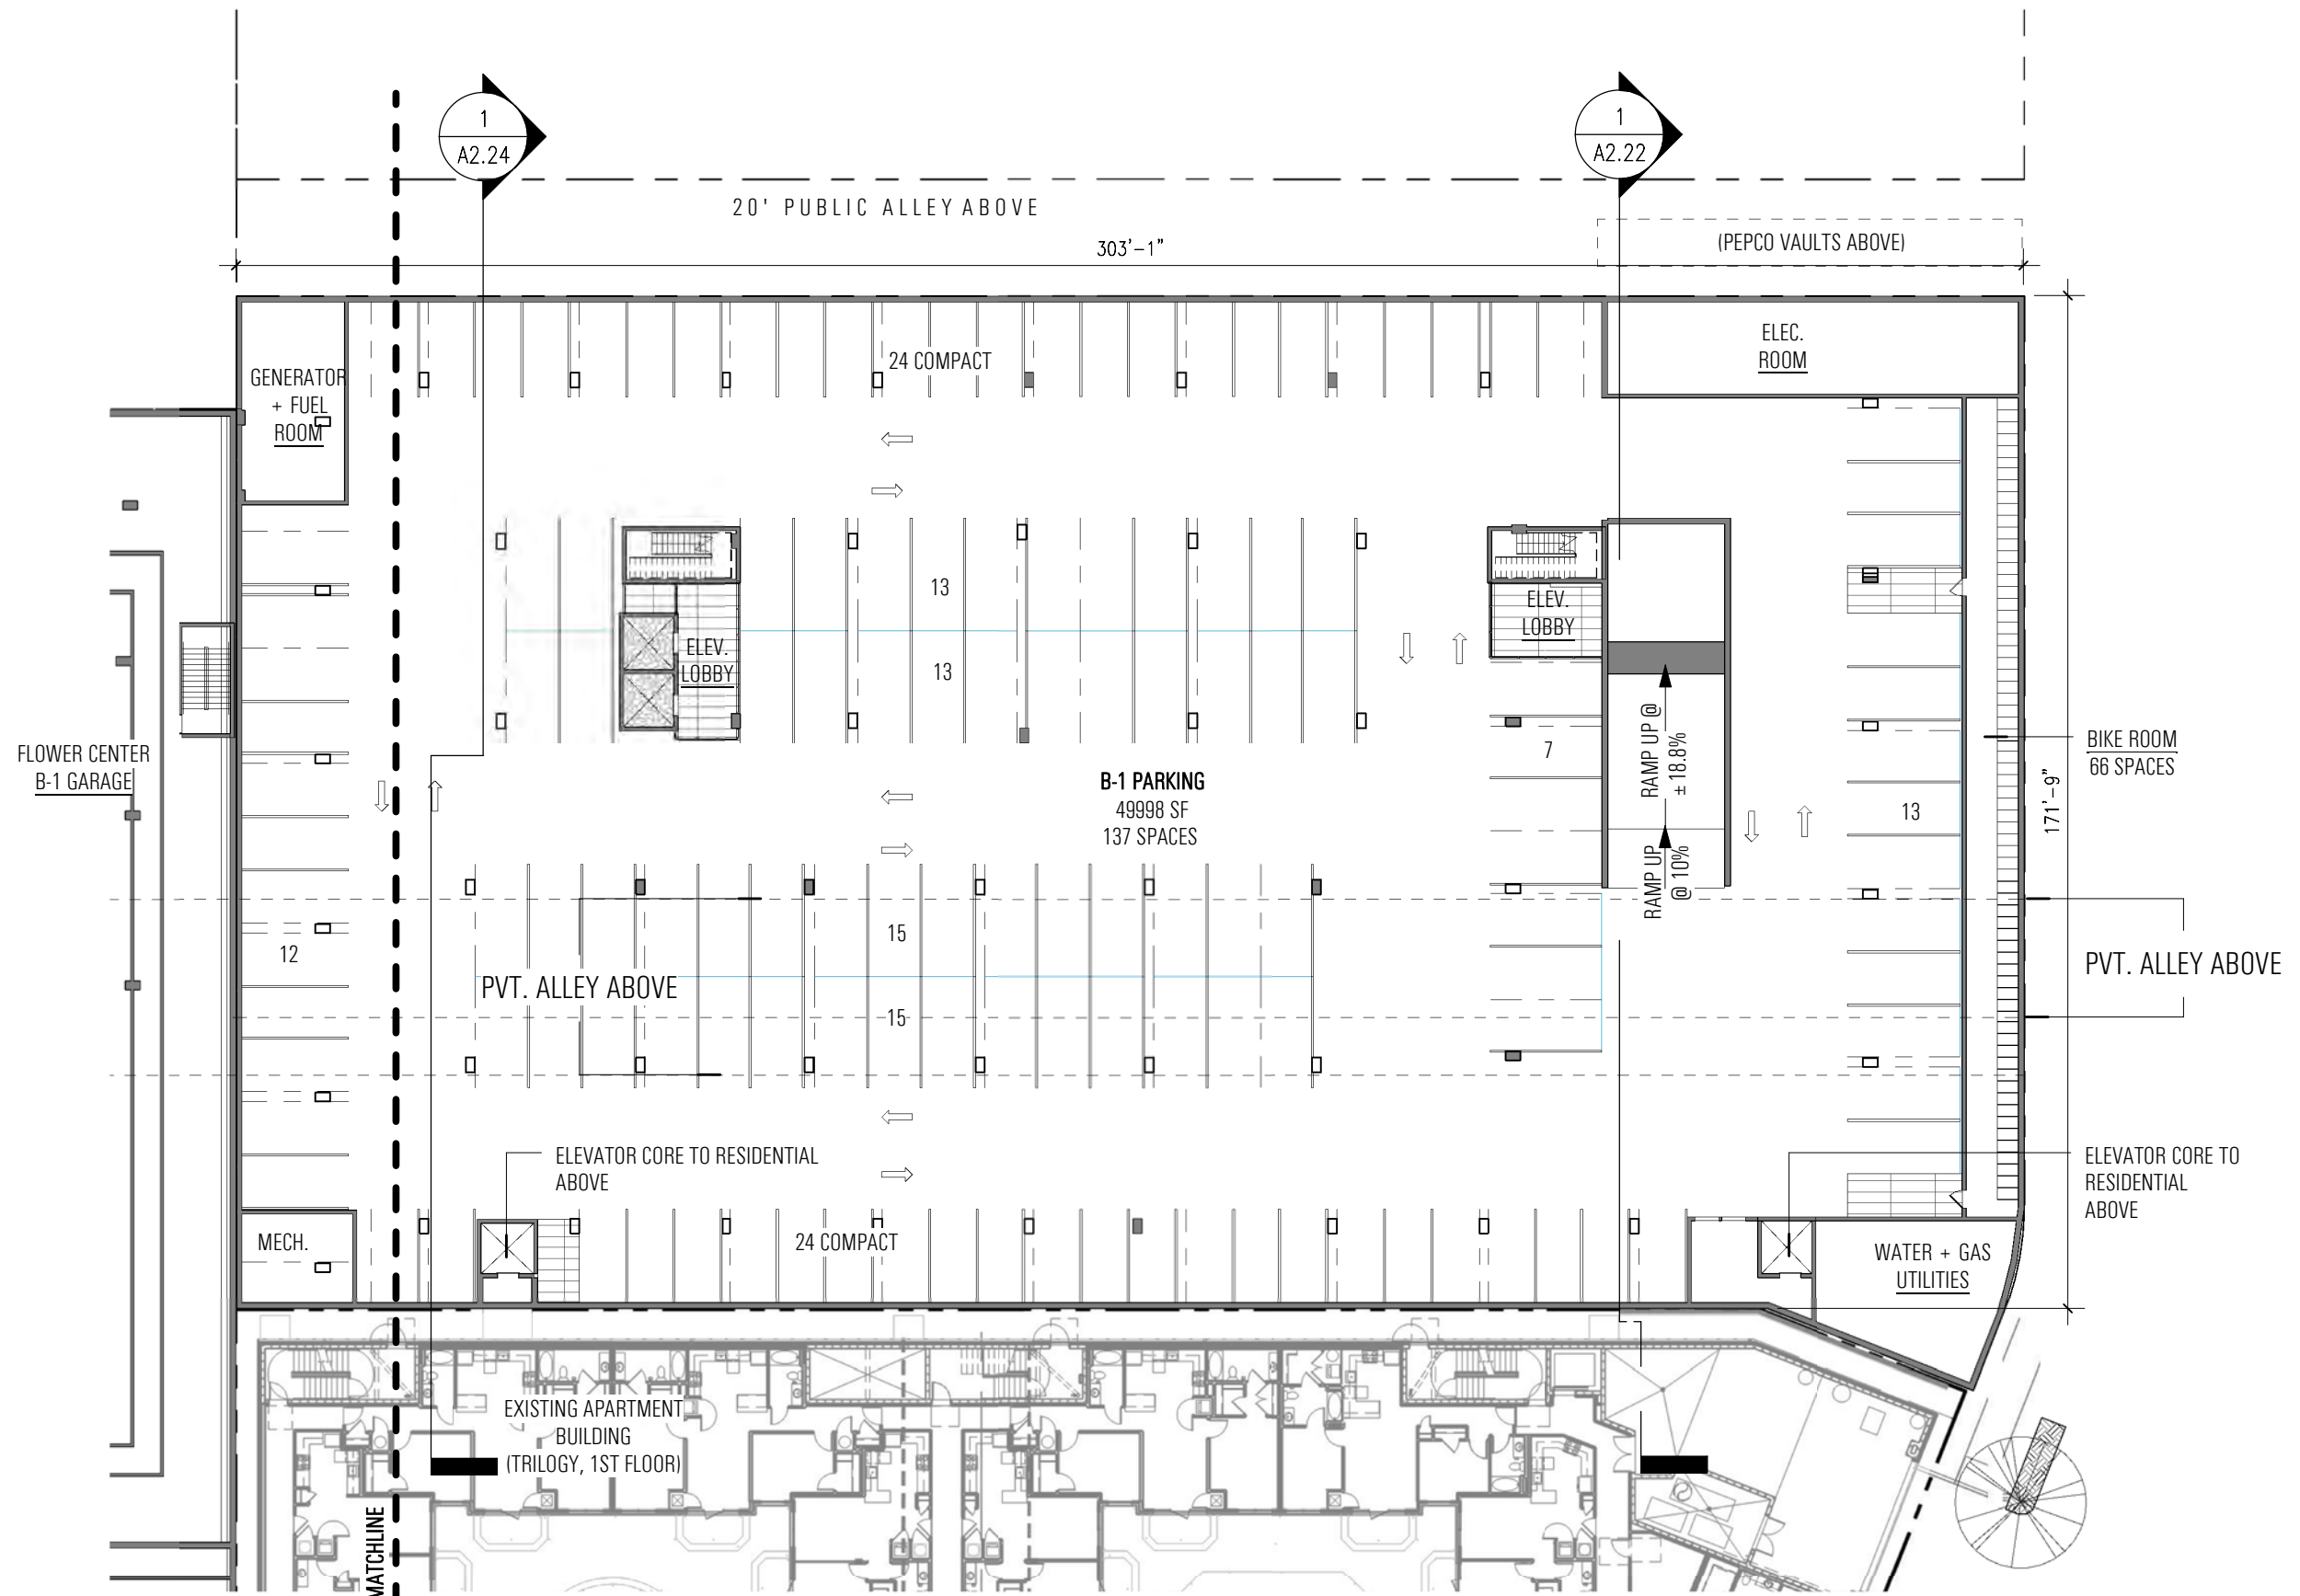 1
A2.24
1
A2.22
20' PUBLIC ALLEY ABOVE
303'-1"
(PEPCO VAULTS ABOVE)
ELEC.
ROOM
24 COMPACT
GENERATOR
+ FUEL
ROOM
13
13
ELEV.
LOBBY
ELEV.
LOBBY
FLOWER CENTER
B-1 GARAGE
B-1 PARKING
49998 SF
137 SPACES
7
RAMP UP @
± 18.8%
RAMP UP
@ 10%
13
BIKE ROOM
66 SPACES
171'-9"
12
15
15
PVT. ALLEY ABOVE
PVT. ALLEY ABOVE
ELEVATOR CORE TO RESIDENTIAL
ABOVE
ELEVATOR CORE TO
RESIDENTIAL
ABOVE
MECH.
24 COMPACT
WATER + GAS
UTILITIES
EXISTING APARTMENT
BUILDING
(TRILOGY, 1ST FLOOR)
MATCHLINE